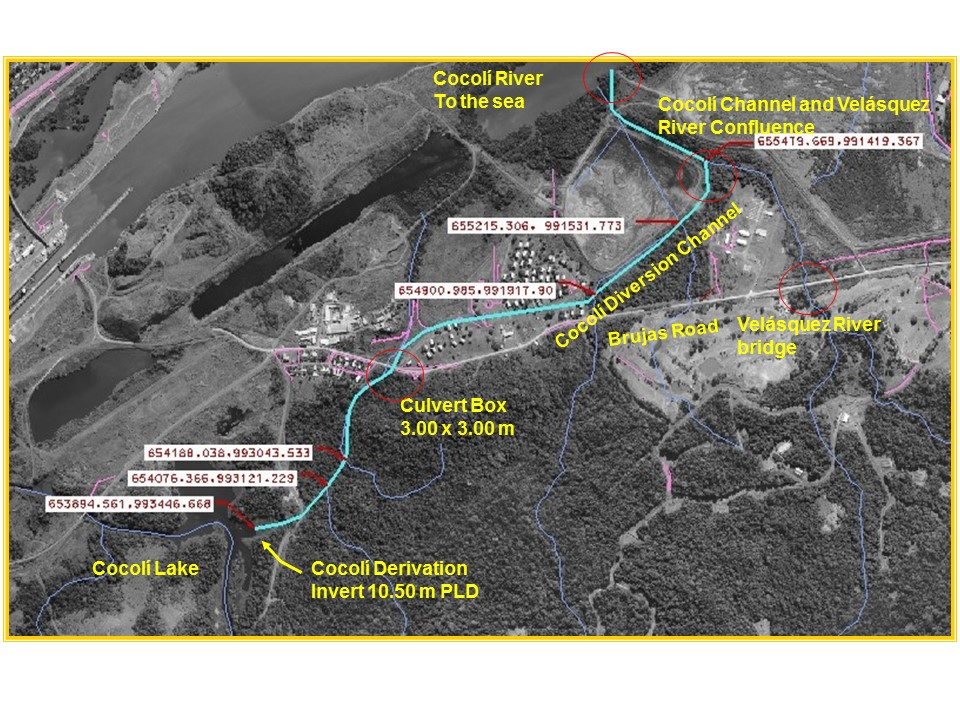 Cocolí River
To the sea
Cocolí Channel and Velásquez
River Confluence
655479.669,991419.367
655215.306, 991531.773
Cocolí Diversion Channel
654900.985,991917.90
Brujas Road
Velásquez River
bridge
Culvert Box
3.00 x 3.00 m
654188.038,993043.533
654076.366,993121.229
653894.561,993446.668
Cocolí Lake
Cocolí Derivation
Invert 10.50 m PLD